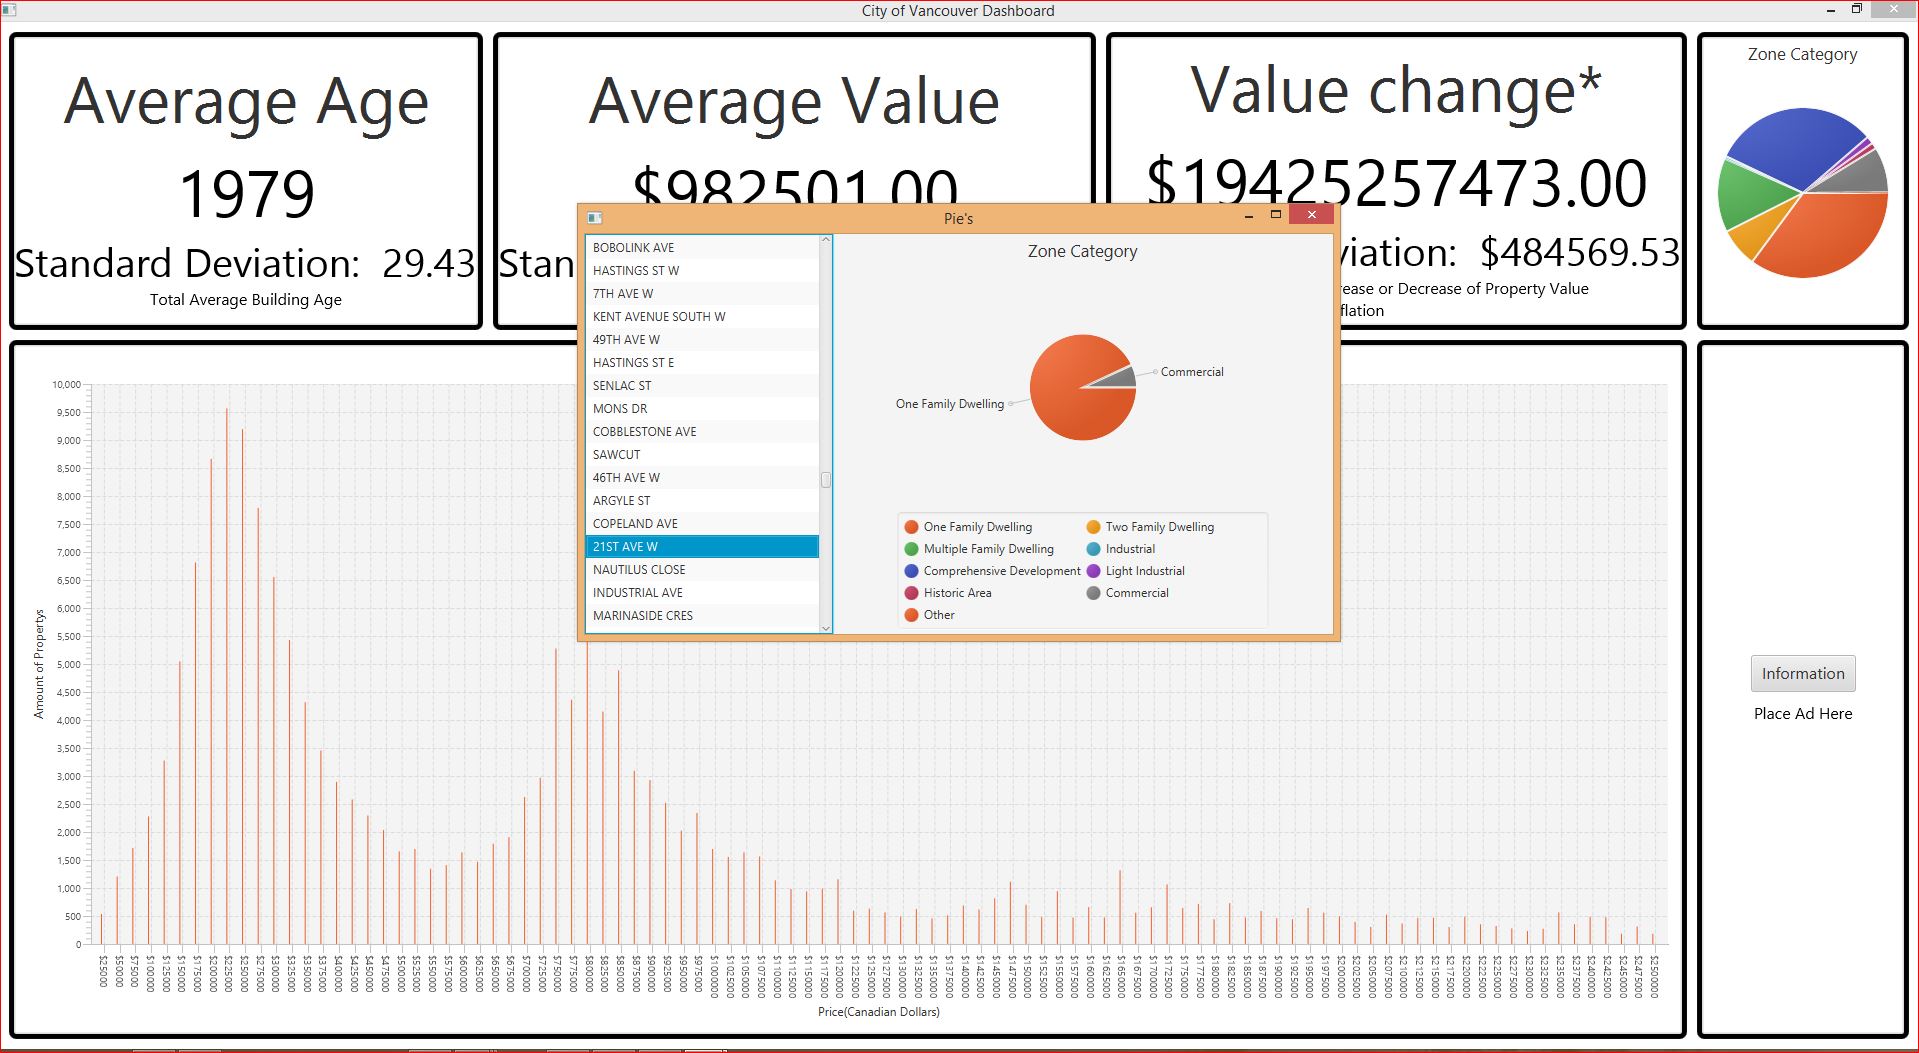 City of Vancouver Dashboard
Average Age
1979
Standard Deviation: 29.43
Total Average Building Age
Average Value
$982501.00
Stan
Value change*
$19425257473.00
viation: $484569.53
rease or Decrease of Property Value
flation
Zone Category
Pie's
BOBOLINK AVE
HASTINGS ST W
7TH AVE W
KENT AVENUE SOUTH W
49TH AVE W
HASTINGS ST E
SENLAC ST
MONS DR
COBBLESTONE AVE
SAWCUT
46TH AVE W
ARGYLE ST
COPELAND AVE
21ST AVE W
NAUTILUS CLOSE
INDUSTRIAL AVE
MARINASIDE CRES
Zone Category
Commercial
One Family Dwelling
One Family Dwelling
Two Family Dwelling
Multiple Family Dwelling
Industrial
Comprehensive Development
Light Industrial
Historic Area
Commercial
Other
Amount of Propertys
10,000
9,500
9,000
8,500
8,000
7,500
7,000
6,500
6,000
5,500
5,000
4,500
4,000
3,500
3,000
2,500
2,000
1,500
1,000
500
0
$25000
$50000
$75000
$100000
$125000
$150000
$175000
$200000
$225000
$250000
$275000
$300000
$325000
$350000
$375000
$400000
$425000
$450000
$475000
$500000
$525000
$550000
$575000
$600000
$625000
$650000
$675000
$700000
$725000
$750000
$775000
$800000
$825000
$850000
$875000
$900000
$925000
$950000
$975000
$1000000
$1025000
$1050000
$1075000
$1100000
$1125000
$1150000
$1175000
$1200000
$1225000
$1250000
$1275000
$1300000
$1325000
$1350000
$1375000
$1400000
$1425000
$1450000
$1475000
$1500000
$1525000
$1550000
$1575000
$1600000
$1625000
$1650000
$1675000
$1700000
$1725000
$1750000
$1775000
$1800000
$1825000
$1850000
$1875000
$1900000
$1925000
$1950000
$1975000
$2000000
$2025000
$2050000
$2075000
$2100000
$2125000
$2150000
$2175000
$2200000
$2225000
$2250000
$2275000
$2300000
$2325000
$2350000
$2375000
$2400000
$2425000
$2450000
$2475000
$2500000
Price(Canadian Dollars)
Information
Place Ad Here